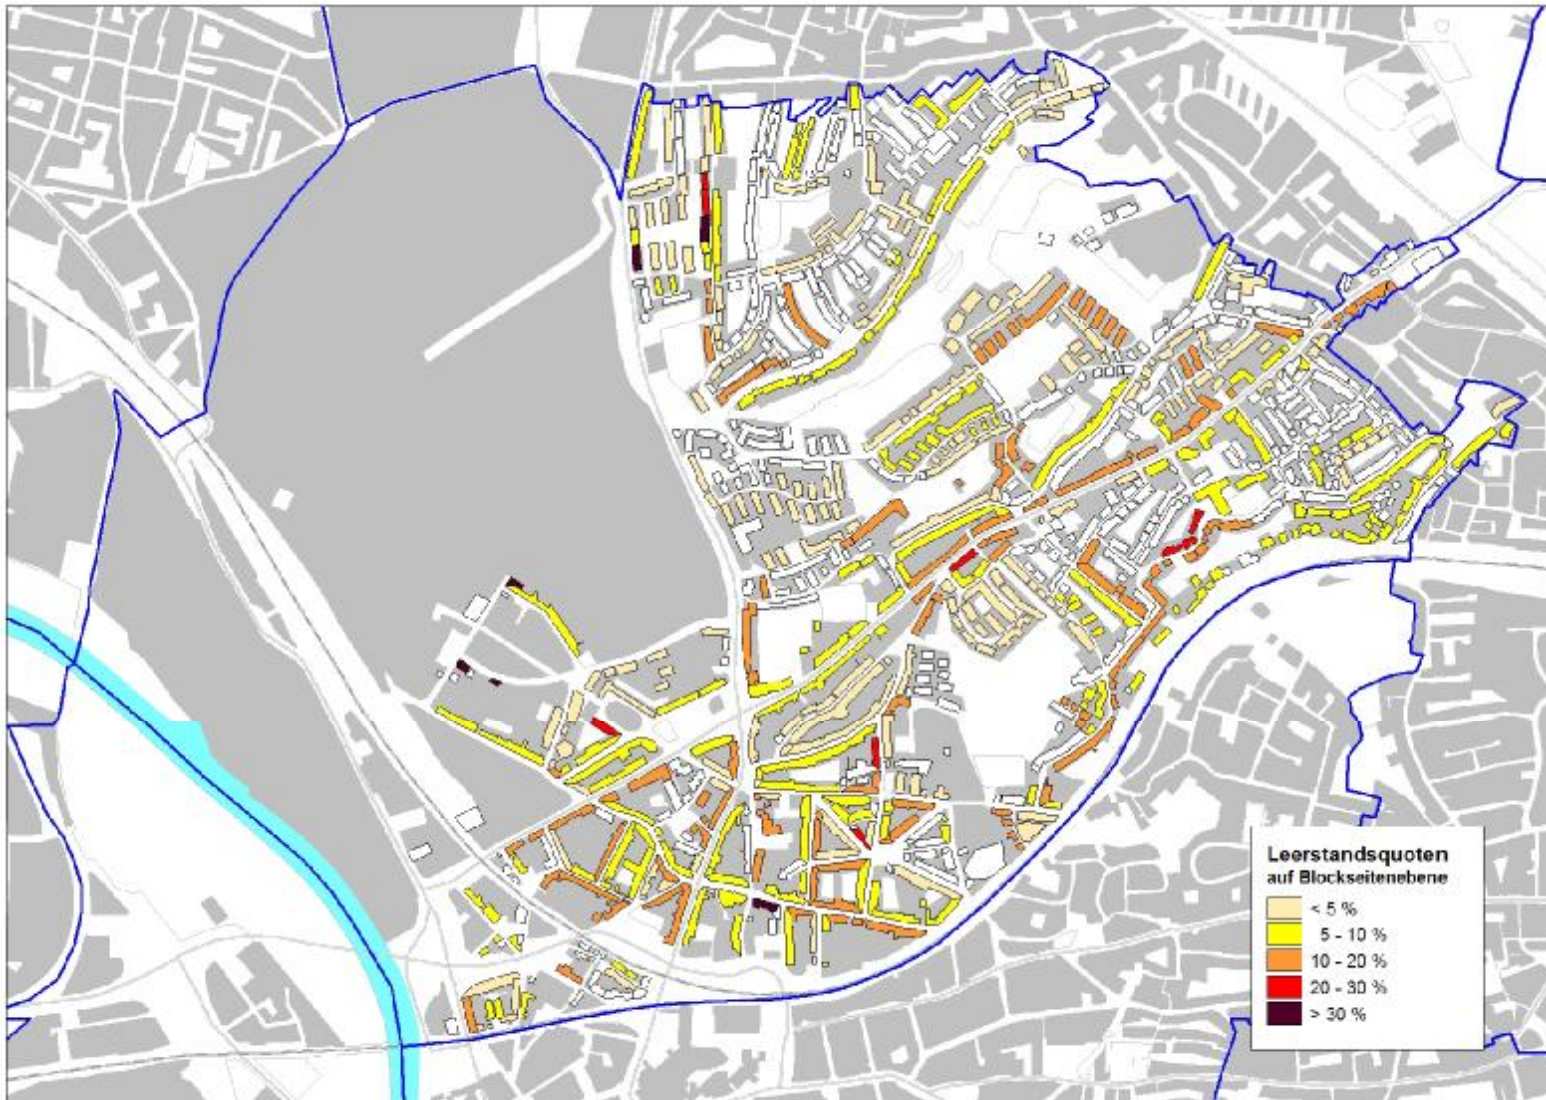 Leerstandsquoten
auf Blockseitenebene
< 5 %
5 - 10 %
10 - 20 %
20 - 30 %
> 30 %